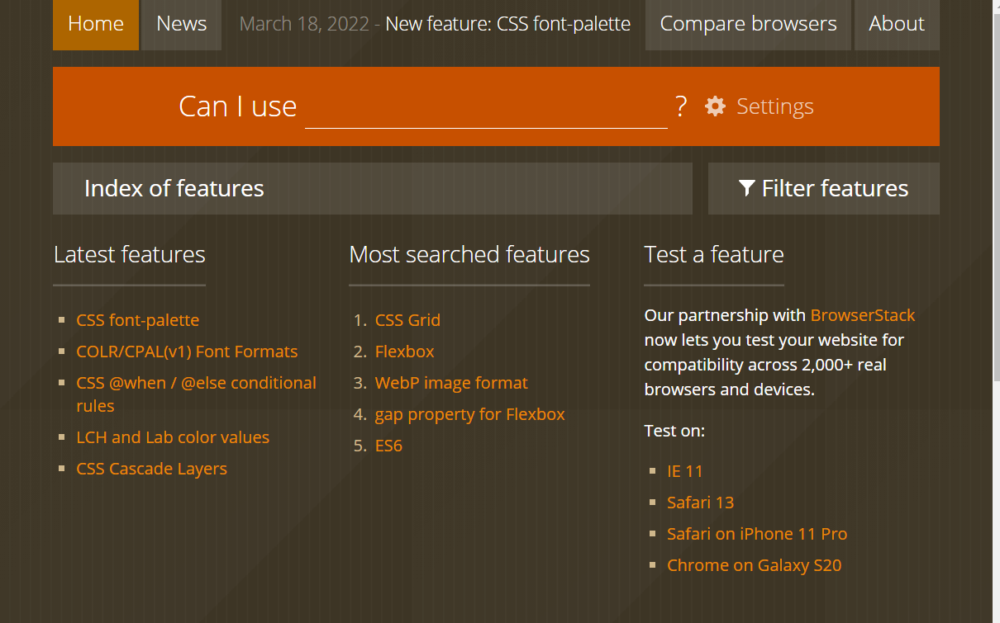 Home
News
March 18, 2022 - New feature: CSS font-palette
Compare browsers
About
Can I use ?
Settings
Index of features
Filter features
Latest features
CSS font-palette
COLR/CPAL(v1) Font Formats
CSS @when / @else conditional
rules
LCH and Lab color values
CSS Cascade Layers
Most searched features
1. CSS Grid
2. Flexbox
3. WebP image format
4. gap property for Flexbox
5. ES6
Test a feature
Our partnership with BrowserStack
now lets you test your website for
compatibility across 2,000+ real
browsers and devices.
Test on:
IE 11
Safari 13
Safari on iPhone 11 Pro
Chrome on Galaxy S20